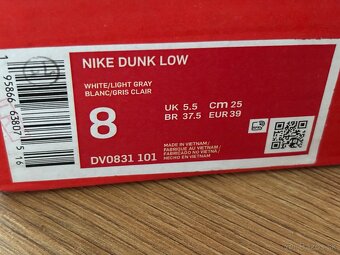 NIKE DUNK LOW
WHITE/LIGHT GRAY
BLANC/GRIS CLAIR
8
UK 5.5 CM 25
BR 37.5 EUR 39
DV0831 101
MADE IN VIETNAM/
FABRIQUÉ AU VIETNAM/
FABRICADO NO VIETNÃ/
HECHO EN VIETNAM
1 95866 63807 5 16